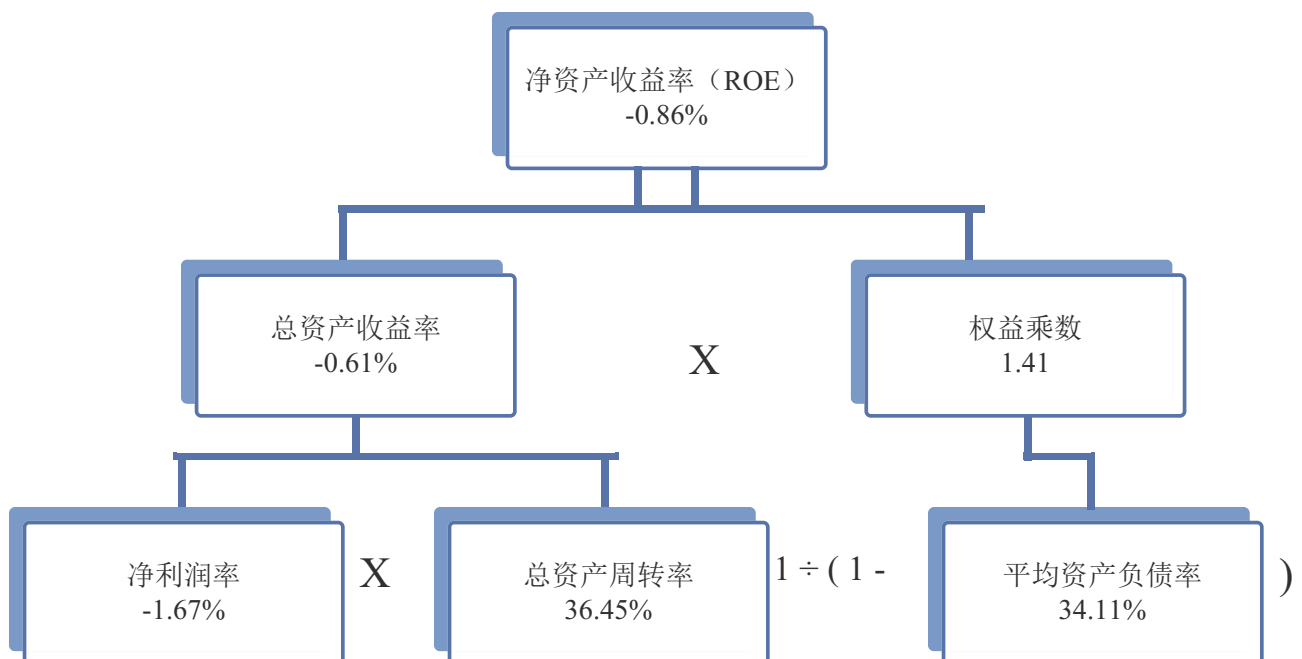 净资产收益率（ROE）
-0.86%
总资产收益率
-0.61%
X
权益乘数
1.41
净利润率
-1.67%
X
总资产周转率
36.45%
1 ÷ ( 1 -
平均资产负债率
34.11%
)